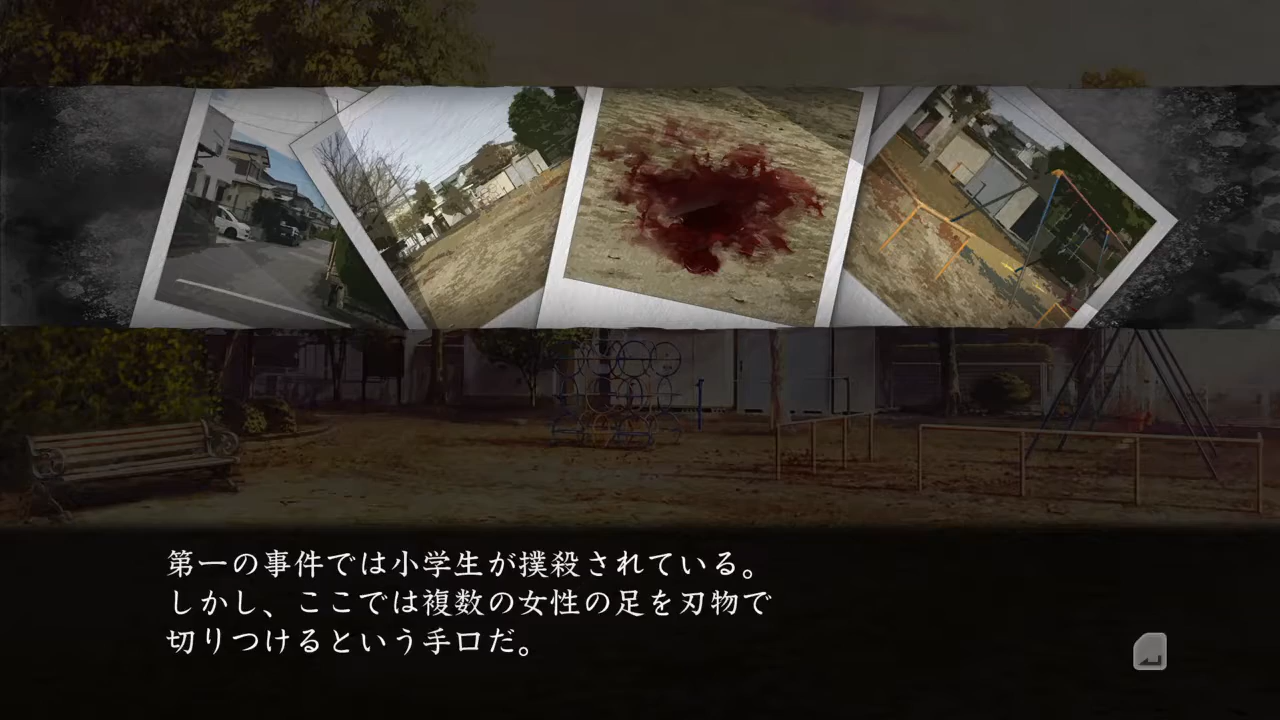 第一の事件では小学生が撲殺されている。
しかし、ここでは複数の女性の足を刃物で
切りつけるという手口だ。